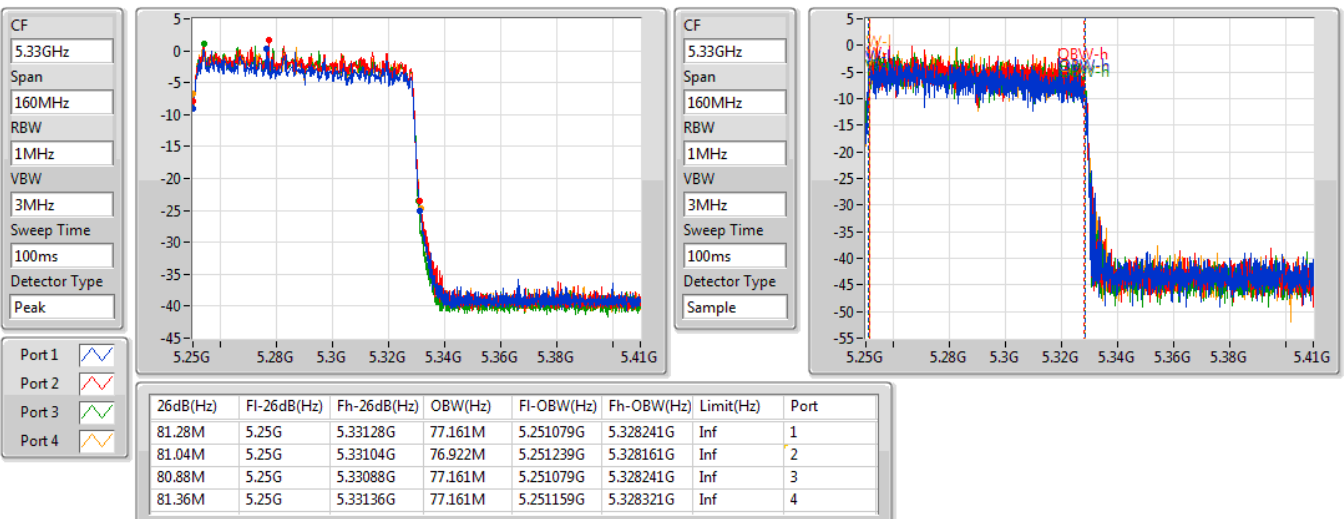 CF
5.33GHz
Span
160MHz
RBW
1MHz
VBW
3MHz
Sweep Time
100ms
Detector Type
Peak
5
0
-5
-10
-15
-20
-25
-30
-35
-40
-45
5.25G 5.28G 5.3G 5.32G 5.34G 5.36G 5.38G 5.41G
CF
5.33GHz
Span
160MHz
RBW
1MHz
VBW
3MHz
Sweep Time
100ms
Detector Type
Sample
5
0
-5
-10
-15
-20
-25
-30
-35
-40
-45
-50
-55
OBW-h
5.25G 5.28G 5.3G 5.32G 5.34G 5.36G 5.38G 5.41G
Port 1
Port 2
Port 3
Port 4
26dB(Hz) Fl-26dB(Hz) Fh-26dB(Hz) OBW(Hz) Fl-OBW(Hz) Fh-OBW(Hz) Limit(Hz) Port
81.28M 5.25G 5.33128G 77.161M 5.251079G 5.328241G Inf 1
81.04M 5.25G 5.33104G 76.922M 5.251239G 5.328161G Inf 2
80.88M 5.25G 5.33088G 77.161M 5.251079G 5.328241G Inf 3
81.36M 5.25G 5.33136G 77.161M 5.251159G 5.328321G Inf 4